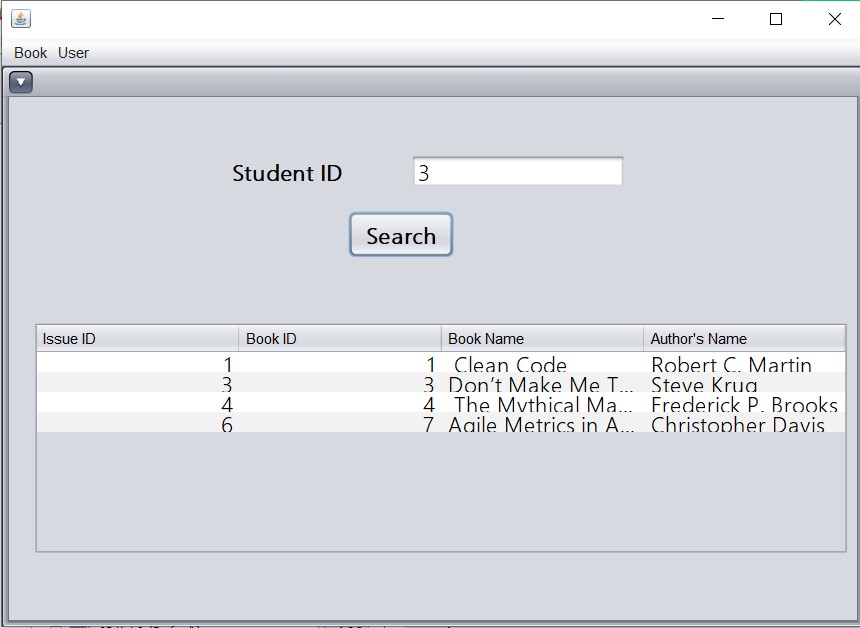 Book User
Student ID 3
Search
Issue ID Book ID Book Name Author's Name
1 1 Clean Code Robert C. Martin
3 3 Don't Make Me T... Steve Krug
4 4 The Mythical Ma... Frederick P. Brooks
6 7 Agile Metrics in A... Christopher Davis